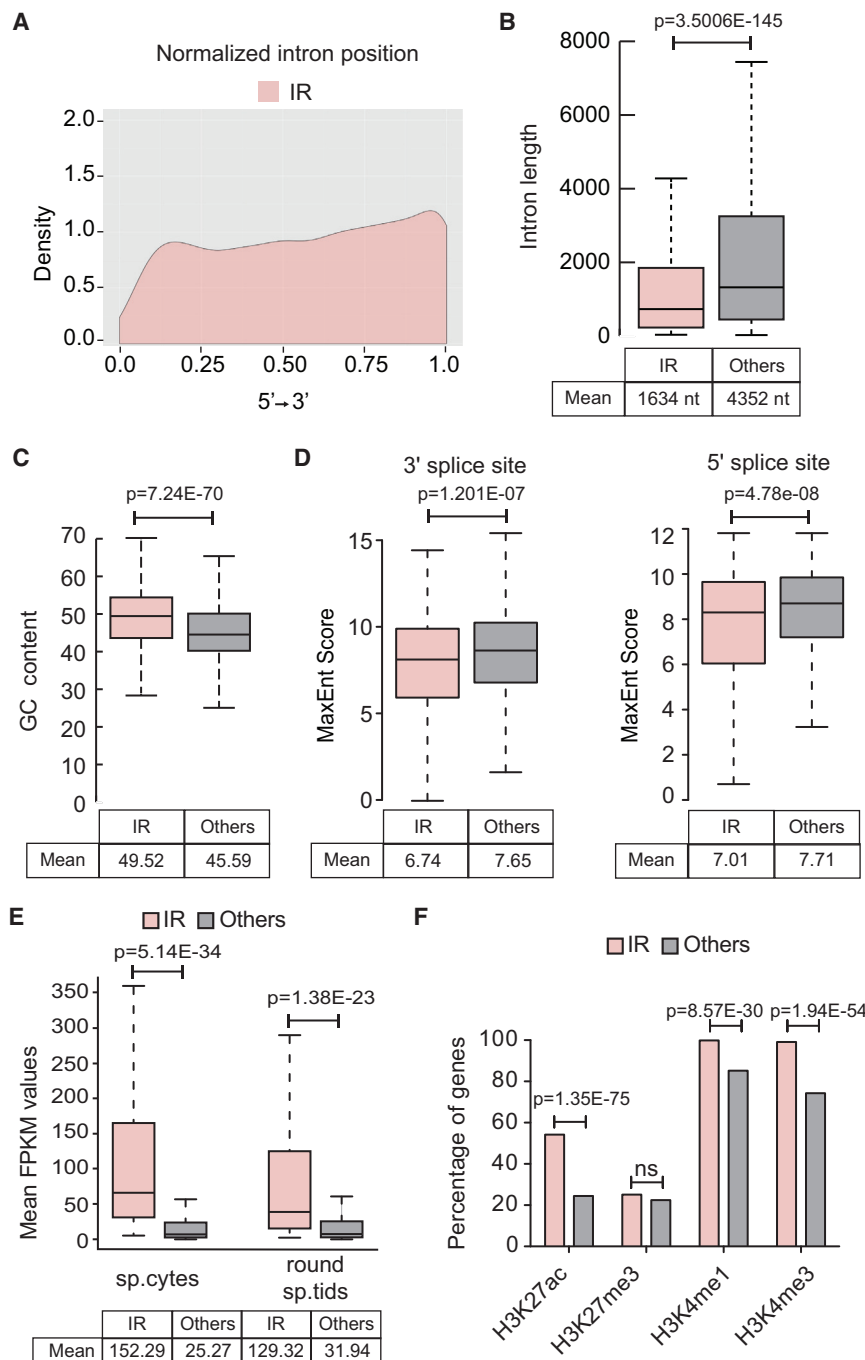 A
Normalized intron position
IR
2.0
1.5
1.0
0.5
0.0
Density
0.0 0.25 0.50 0.75 1.0
5'→3'
B
p=3.5006E-145
8000
6000
4000
2000
0
Intron length
IR Others
Mean 1634 nt 4352 nt
C
p=7.24E-70
70
60
50
40
30
20
10
0
GC content
IR Others
Mean 49.52 45.59
D
3' splice site
p=1.201E-07
15
10
5
0
MaxEnt Score
IR Others
Mean 6.74 7.65
5' splice site
p=4.78e-08
12
10
8
6
4
2
0
MaxEnt Score
IR Others
Mean 7.01 7.71
E
IR Others
p=5.14E-34
p=1.38E-23
350
300
250
200
150
100
50
0
Mean FPKM values
sp.cytes
round
sp.tids
IR Others IR Others
Mean 152.29 25.27 129.32 31.94
F
IR Others
p=8.57E-30 p=1.94E-54
p=1.35E-75
ns
100
80
60
40
20
0
Percentage of genes
H3K27ac
H3K27me3
H3K4me1
H3K4me3